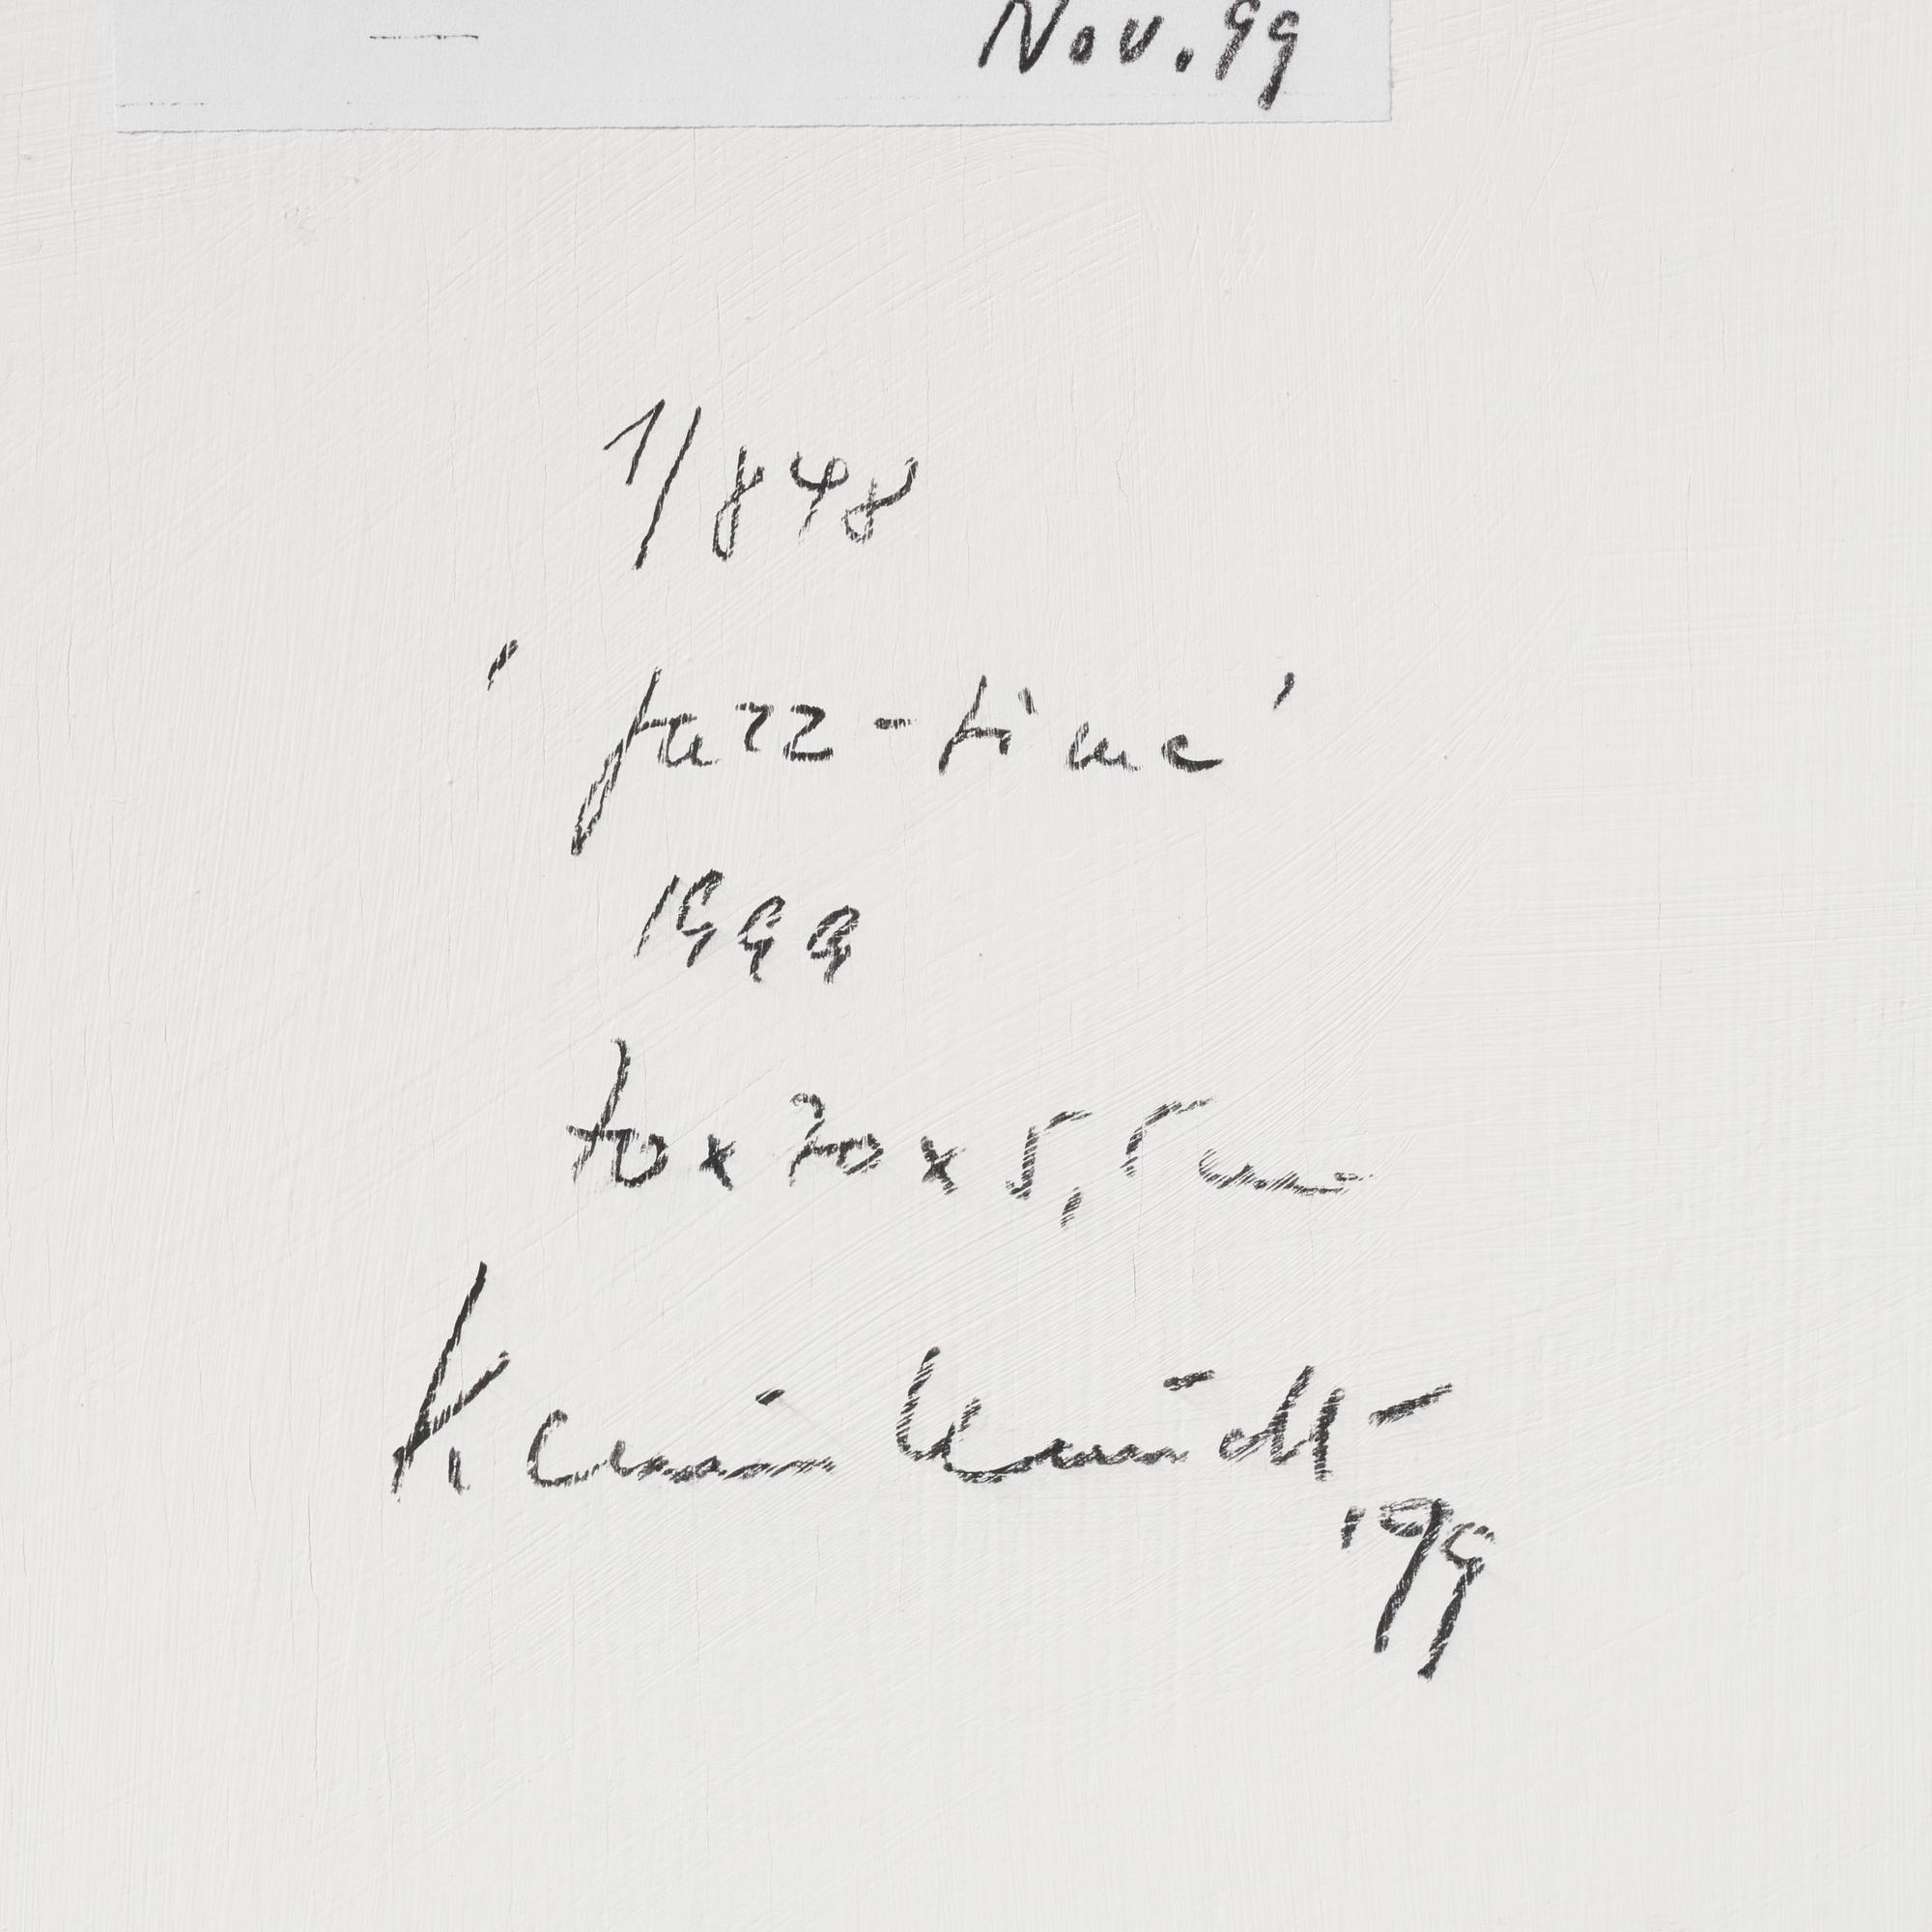 Nov. 99
1/848
'jazz-time'
1999
70 x 70 x 5,5 cm
'99